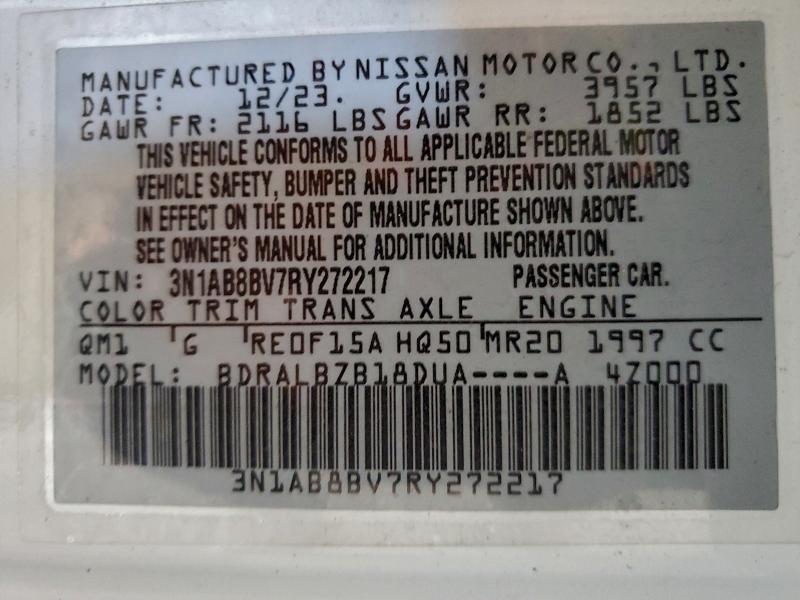 MANUFACTURED BY NISSAN MOTOR CO., LTD.
DATE: 12/23. GVWR: 3957 LBS
GAWR FR: 2116 LBS GAWR RR: 1852 LBS
THIS VEHICLE CONFORMS TO ALL APPLICABLE FEDERAL MOTOR
VEHICLE SAFETY, BUMPER AND THEFT PREVENTION STANDARDS
IN EFFECT ON THE DATE OF MANUFACTURE SHOWN ABOVE.
SEE OWNER'S MANUAL FOR ADDITIONAL INFORMATION.
VIN: 3N1AB8BV7RY272217 PASSENGER CAR.
COLOR TRIM TRANS AXLE ENGINE
QM1 G RE0F15A HQ50 MR20 1997 CC
MODEL: BDRALBZB18DUA----A 4Z000
3N1AB8BV7RY272217